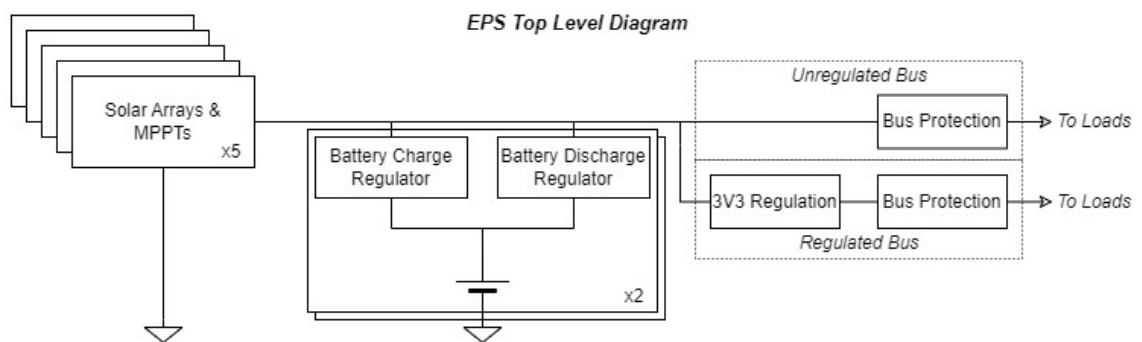 EPS Top Level Diagram
Solar Arrays &
MPPTs
x5
Battery Charge
Regulator
Battery Discharge
Regulator
x2
Unregulated Bus
Bus Protection
To Loads
3V3 Regulation
Bus Protection
To Loads
Regulated Bus